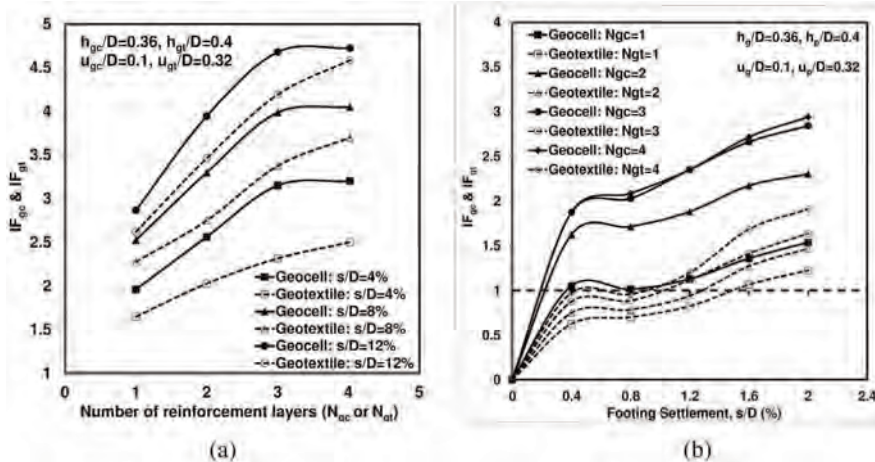 h_gc/D=0.36, h_gt/D=0.4
u_gc/D=0.1, u_gt/D=0.32
5
4.5
4
3.5
3
2.5
2
1.5
1
IF_gc & IF_gt
Geocell: s/D=4%
Geotextile: s/D=4%
Geocell: s/D=8%
Geotextile: s/D=8%
Geocell: s/D=12%
Geotextile: s/D=12%
0 1 2 3 4 5
Number of reinforcement layers (N_gc or N_gt)
(a)
Geocell: Ngc=1
Geotextile: Ngt=1
Geocell: Ngc=2
Geotextile: Ngt=2
Geocell: Ngc=3
Geotextile: Ngt=3
Geocell: Ngc=4
Geotextile: Ngt=4
h_g/D=0.36, h_p/D=0.4
u_g/D=0.1, u_p/D=0.32
4
3.5
3
2.5
2
1.5
1
0.5
0
IF_gc & IF_gt
0 0.4 0.8 1.2 1.6 2 2.4
Footing Settlement, s/D (%)
(b)